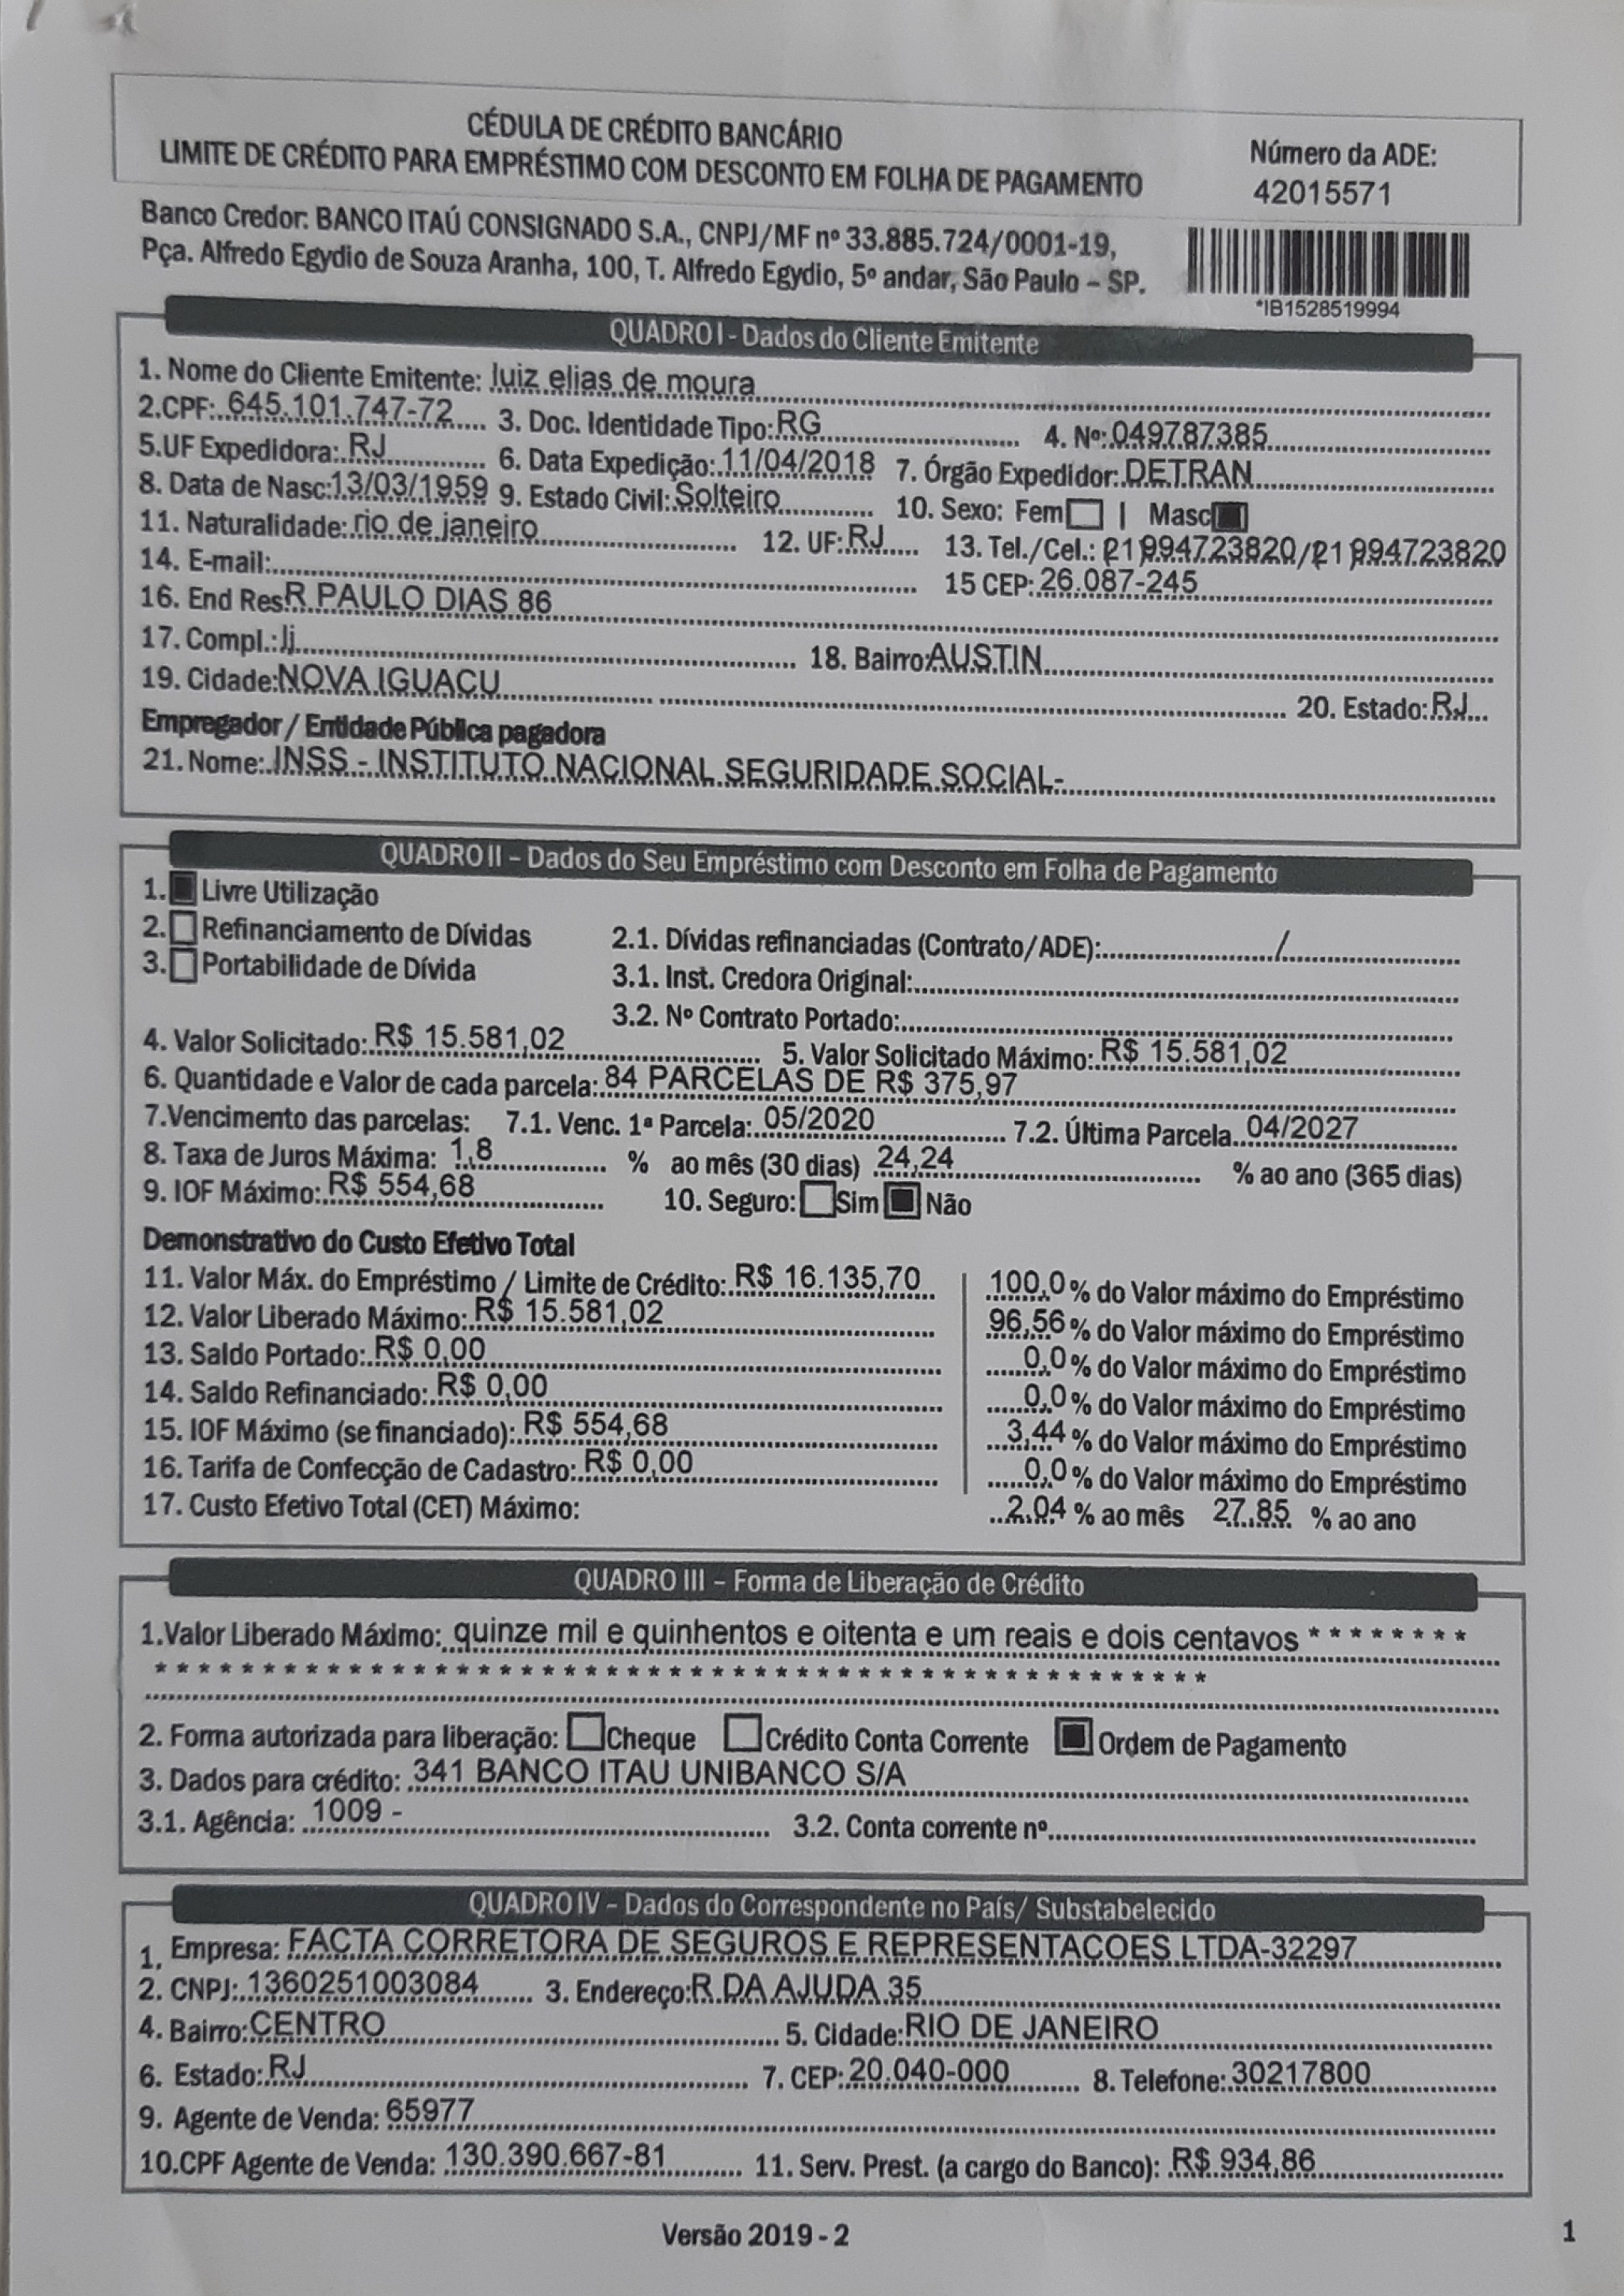 CÉDULA DE CRÉDITO BANCÁRIO
LIMITE DE CRÉDITO PARA EMPRÉSTIMO COM DESCONTO EM FOLHA DE PAGAMENTO
Número da ADE:
42015571
Banco Credor: BANCO ITAÚ CONSIGNADO S.A., CNPJ/MF nº 33.885.724/0001-19,
Pça. Alfredo Egydio de Souza Aranha, 100, T. Alfredo Egydio, 5º andar, São Paulo – SP.
*IB1528519994
QUADRO I - Dados do Cliente Emitente
1. Nome do Cliente Emitente: luiz elias de moura
2.CPF: 645.101.747-72 3. Doc. Identidade Tipo: RG 4. Nº: 049787385
5.UF Expedidora: RJ 6. Data Expedição: 11/04/2018 7. Órgão Expedidor: DETRAN
8. Data de Nasc: 13/03/1959 9. Estado Civil: Solteiro 10. Sexo: Fem | Masc
11. Naturalidade: rio de janeiro 12. UF: RJ 13. Tel./Cel.: (21)994723820/(21)994723820
14. E-mail: 15 CEP: 26.087-245
16. End Res: R PAULO DIAS 86
17. Compl.: lj 18. Bairro: AUSTIN
19. Cidade: NOVA IGUACU 20. Estado: RJ
Empregador / Entidade Pública pagadora
21. Nome: INSS - INSTITUTO NACIONAL SEGURIDADE SOCIAL-
QUADRO II – Dados do Seu Empréstimo com Desconto em Folha de Pagamento
1. Livre Utilização
2. Refinanciamento de Dívidas 2.1. Dívidas refinanciadas (Contrato/ADE): /
3. Portabilidade de Dívida 3.1. Inst. Credora Original:
3.2. Nº Contrato Portado:
4. Valor Solicitado: R$ 15.581,02 5. Valor Solicitado Máximo: R$ 15.581,02
6. Quantidade e Valor de cada parcela: 84 PARCELAS DE R$ 375,97
7.Vencimento das parcelas: 7.1. Venc. 1ª Parcela: 05/2020 7.2. Última Parcela 04/2027
8. Taxa de Juros Máxima: 1,8 % ao mês (30 dias) 24,24 % ao ano (365 dias)
9. IOF Máximo: R$ 554,68 10. Seguro: Sim Não
Demonstrativo do Custo Efetivo Total
11. Valor Máx. do Empréstimo / Limite de Crédito: R$ 16.135,70 100,0 % do Valor máximo do Empréstimo
12. Valor Liberado Máximo: R$ 15.581,02 96,56 % do Valor máximo do Empréstimo
13. Saldo Portado: R$ 0,00 0,0 % do Valor máximo do Empréstimo
14. Saldo Refinanciado: R$ 0,00 0,0 % do Valor máximo do Empréstimo
15. IOF Máximo (se financiado): R$ 554,68 3,44 % do Valor máximo do Empréstimo
16. Tarifa de Confecção de Cadastro: R$ 0,00 0,0 % do Valor máximo do Empréstimo
17. Custo Efetivo Total (CET) Máximo: 2,04 % ao mês 27,85 % ao ano
QUADRO III – Forma de Liberação de Crédito
1.Valor Liberado Máximo: quinze mil e quinhentos e oitenta e um reais e dois centavos * * * * * * * *
* * * * * * * * * * * * * * * * * * * * * * * * * * * * * * * * * * * * * * * * * * * * * * * * *
2. Forma autorizada para liberação: Cheque Crédito Conta Corrente Ordem de Pagamento
3. Dados para crédito: 341 BANCO ITAU UNIBANCO S/A
3.1. Agência: 1009 - 3.2. Conta corrente nº
QUADRO IV – Dados do Correspondente no País/ Substabelecido
1. Empresa: FACTA CORRETORA DE SEGUROS E REPRESENTACOES LTDA-32297
2. CNPJ: 1360251003084 3. Endereço: R DA AJUDA 35
4. Bairro: CENTRO 5. Cidade: RIO DE JANEIRO
6. Estado: RJ 7. CEP: 20.040-000 8. Telefone: 30217800
9. Agente de Venda: 65977
10.CPF Agente de Venda: 130.390.667-81 11. Serv. Prest. (a cargo do Banco): R$ 934,86
Versão 2019 - 2
1